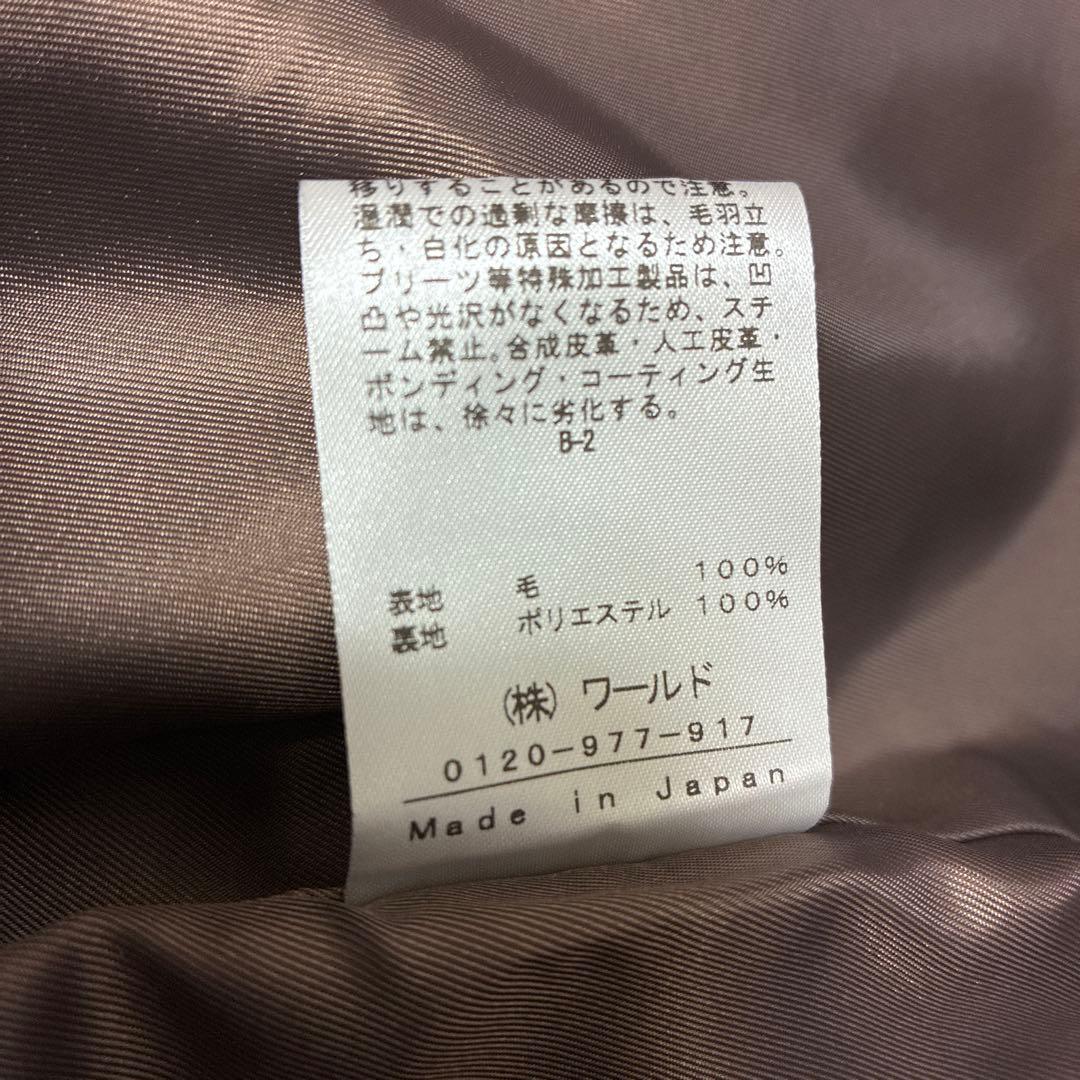 移りすることがあるので注意。
湿潤での過剰な摩擦は、毛羽立
ち・白化の原因となるため注意。
プリーツ等特殊加工製品は、凹
凸や光沢がなくなるため、スチ
ーム禁止。合成皮革・人工皮革・
ボンディング・コーティング生
地は、徐々に劣化する。
B-2
表地 毛 100%
裏地 ポリエステル 100%
(株) ワールド
0120-977-917
Made in Japan